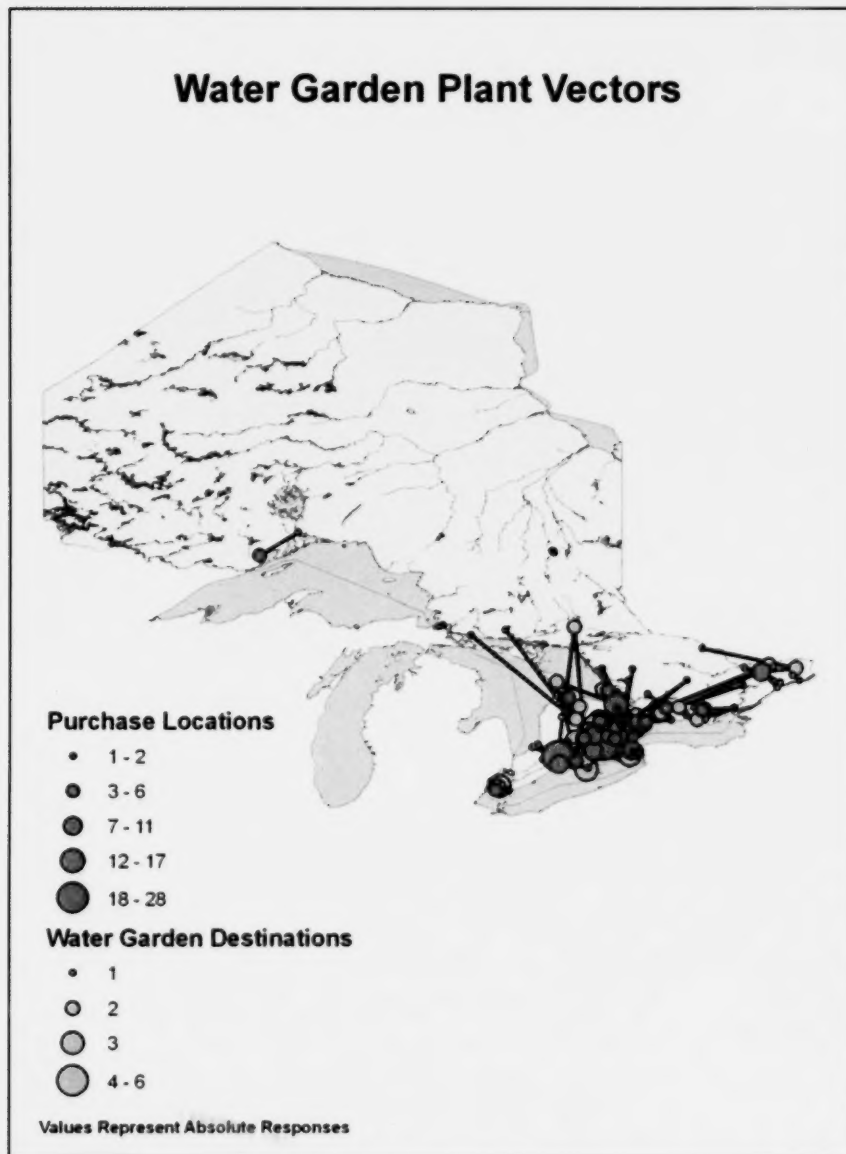 Water Garden Plant Vectors
Purchase Locations
1 - 2
3 - 6
7 - 11
12 - 17
18 - 28
Water Garden Destinations
1
2
3
4 - 6
Values Represent Absolute Responses